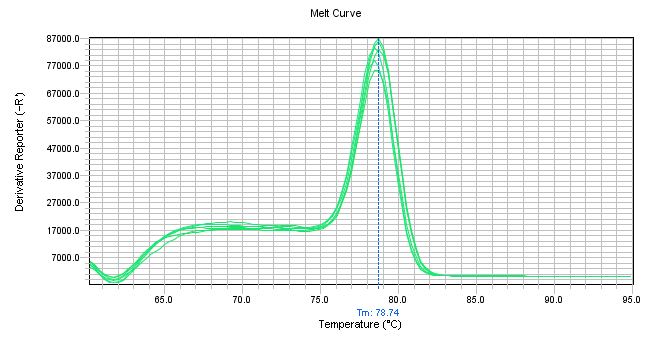 Melt Curve
87000.0
77000.0
67000.0
57000.0
47000.0
37000.0
27000.0
17000.0
7000.0
Derivative Reporter (-R')
65.0 70.0 75.0 80.0 85.0 90.0 95.0
Tm: 78.74
Temperature (°C)